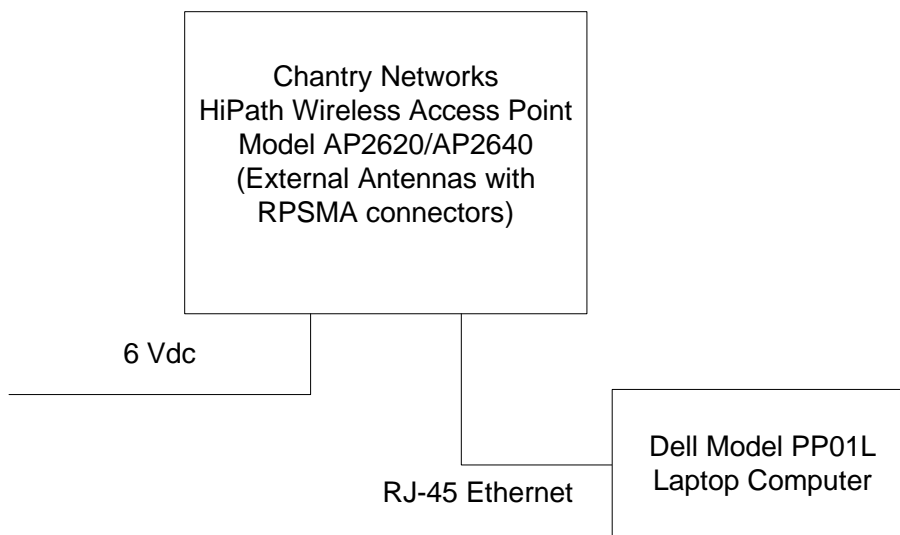 Chantry Networks
HiPath Wireless Access Point
Model AP2620/AP2640
(External Antennas with
RPSMA connectors)
6 Vdc
Dell Model PP01L
Laptop Computer
RJ-45 Ethernet